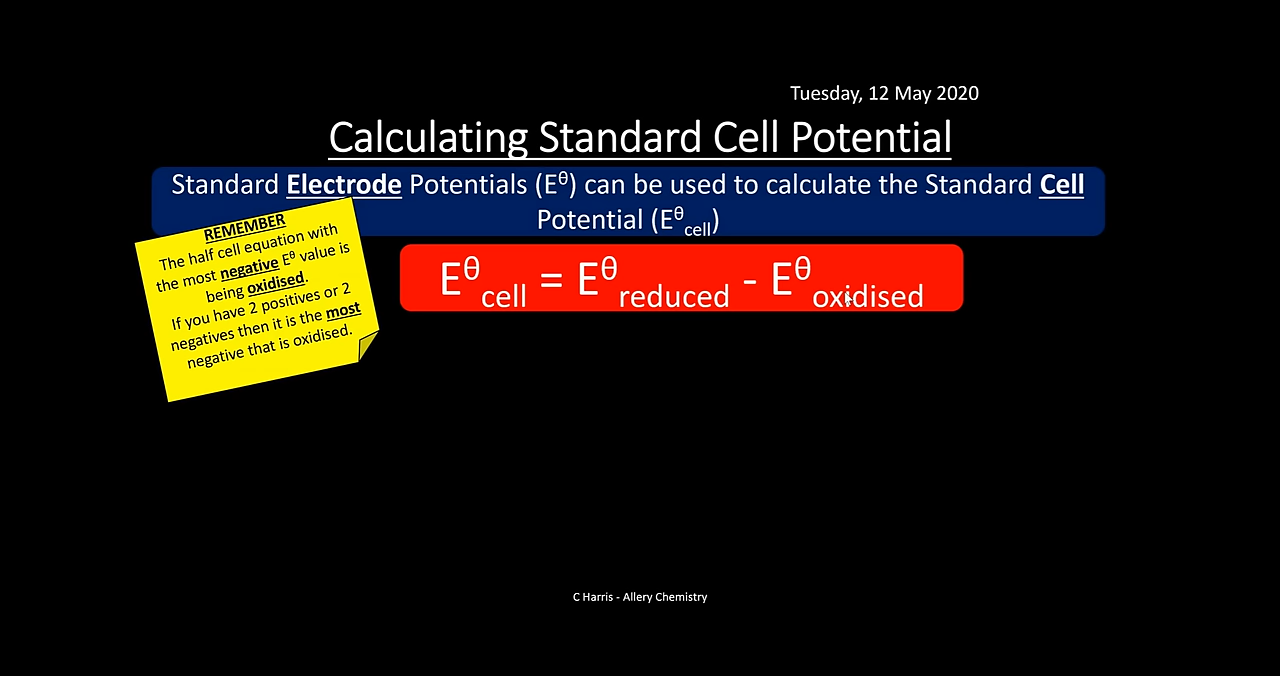 Tuesday, 12 May 2020
Calculating Standard Cell Potential
Standard Electrode Potentials (Eᶿ) can be used to calculate the Standard Cell
Potential (Eᶿcell)
REMEMBER
The half cell equation with
the most negative Eᶿ value is
being oxidised.
If you have 2 positives or 2
negatives then it is the most
negative that is oxidised.
Eᶿcell = Eᶿreduced - Eᶿoxidised
C Harris - Allery Chemistry